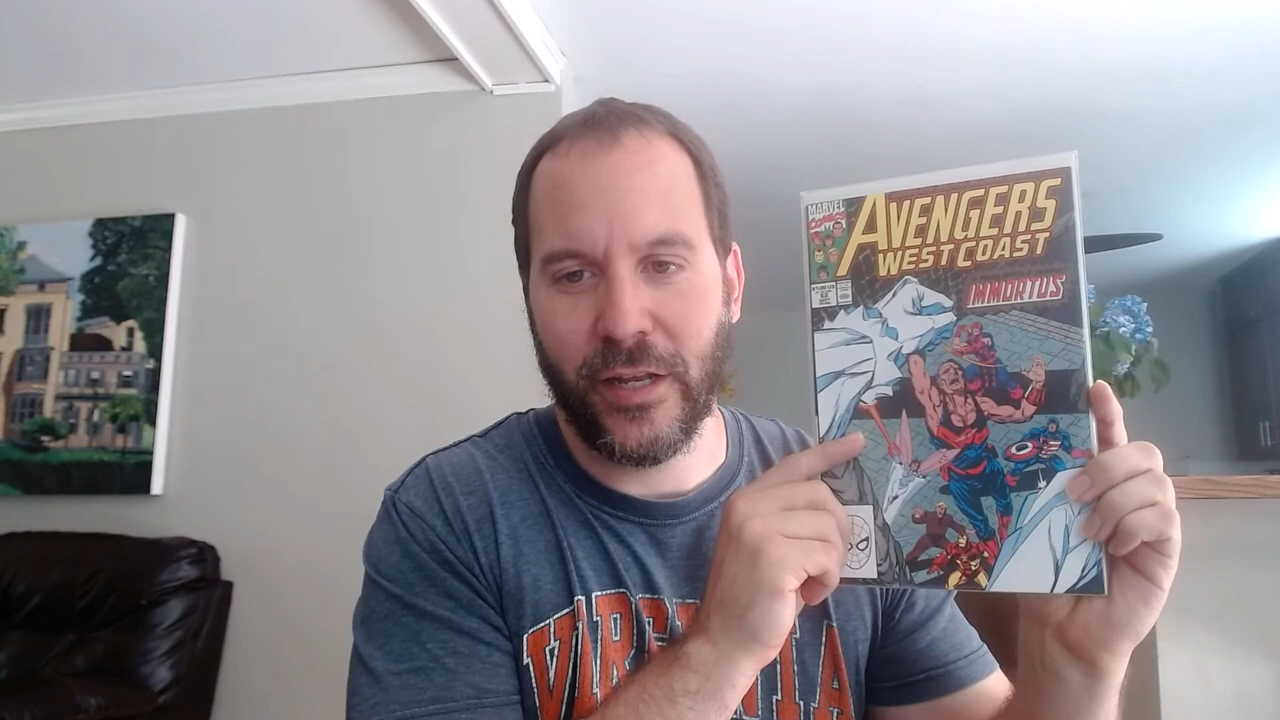 MARVEL
COMICS
AVENGERS
WEST COAST
IMMORTUS
VIRGINIA